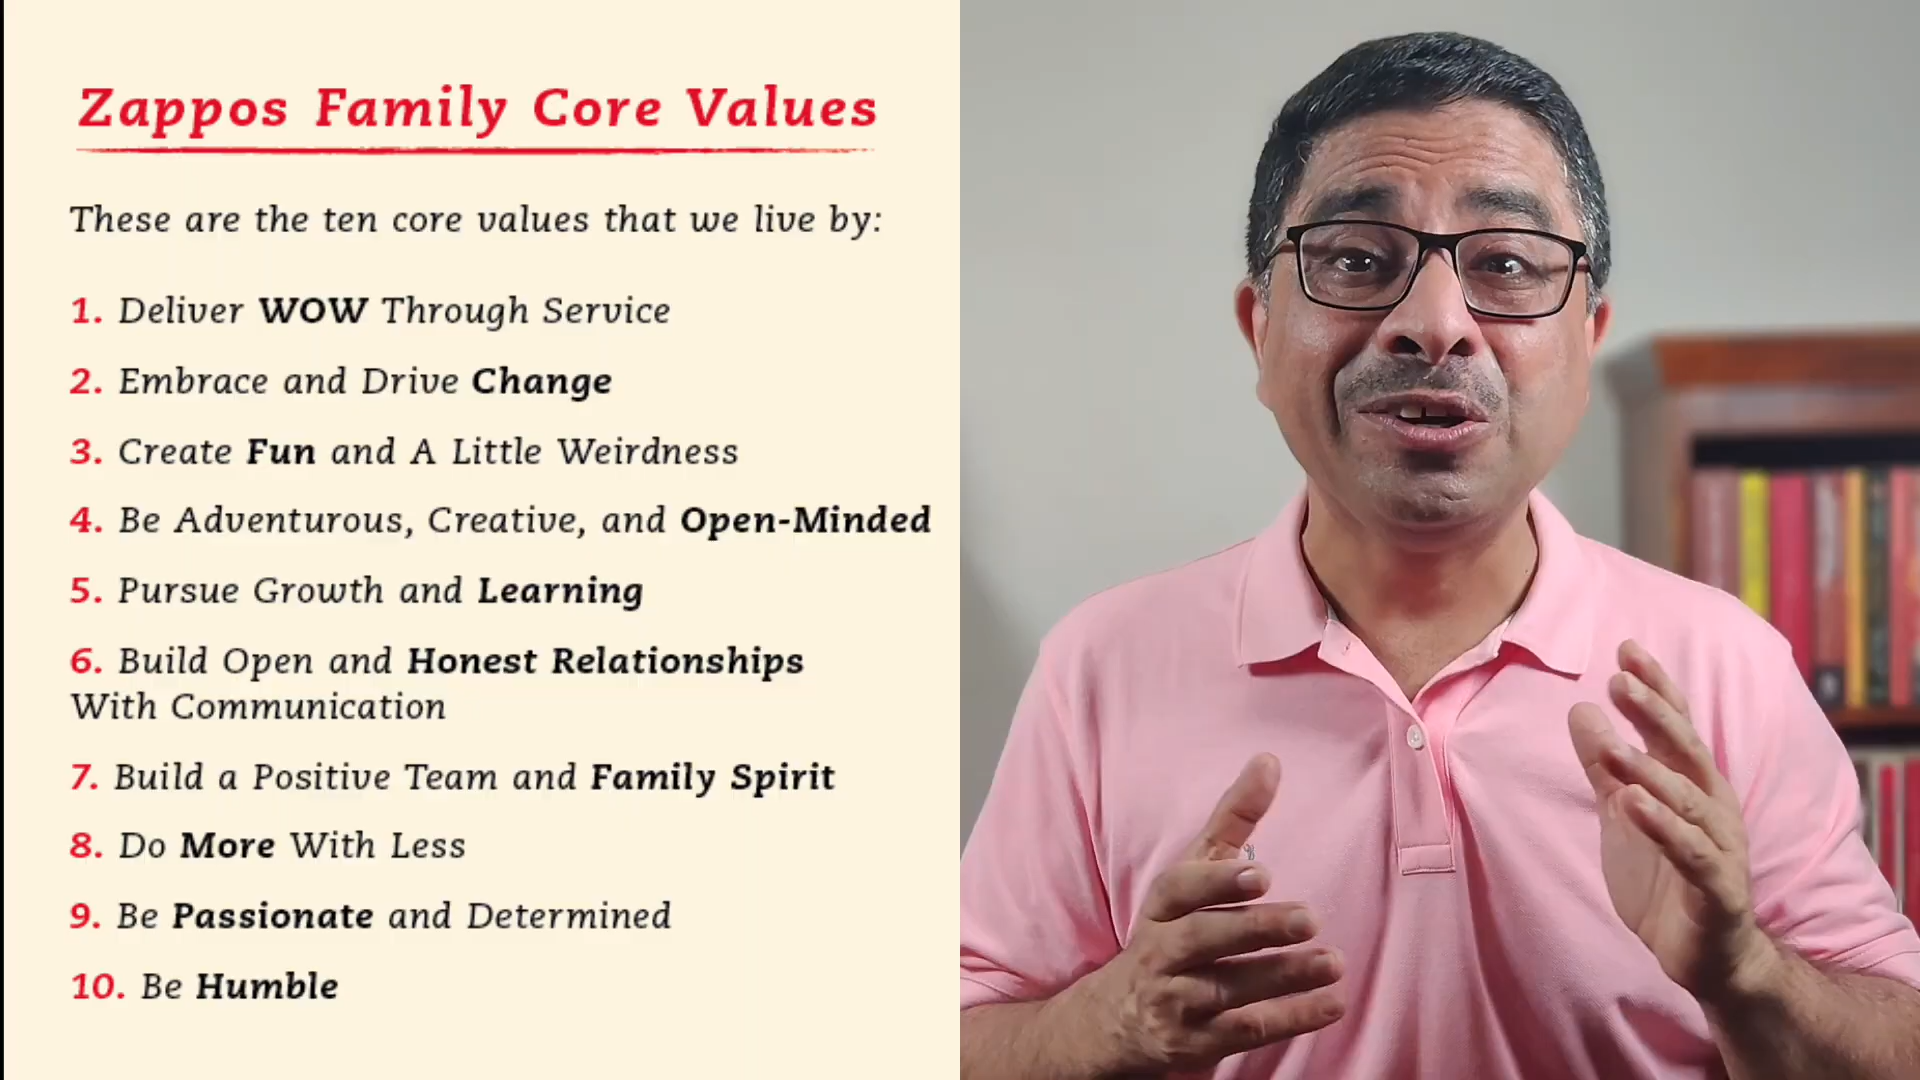 Zappos Family Core Values
These are the ten core values that we live by:
1. Deliver WOW Through Service
2. Embrace and Drive Change
3. Create Fun and A Little Weirdness
4. Be Adventurous, Creative, and Open-Minded
5. Pursue Growth and Learning
6. Build Open and Honest Relationships
With Communication
7. Build a Positive Team and Family Spirit
8. Do More With Less
9. Be Passionate and Determined
10. Be Humble